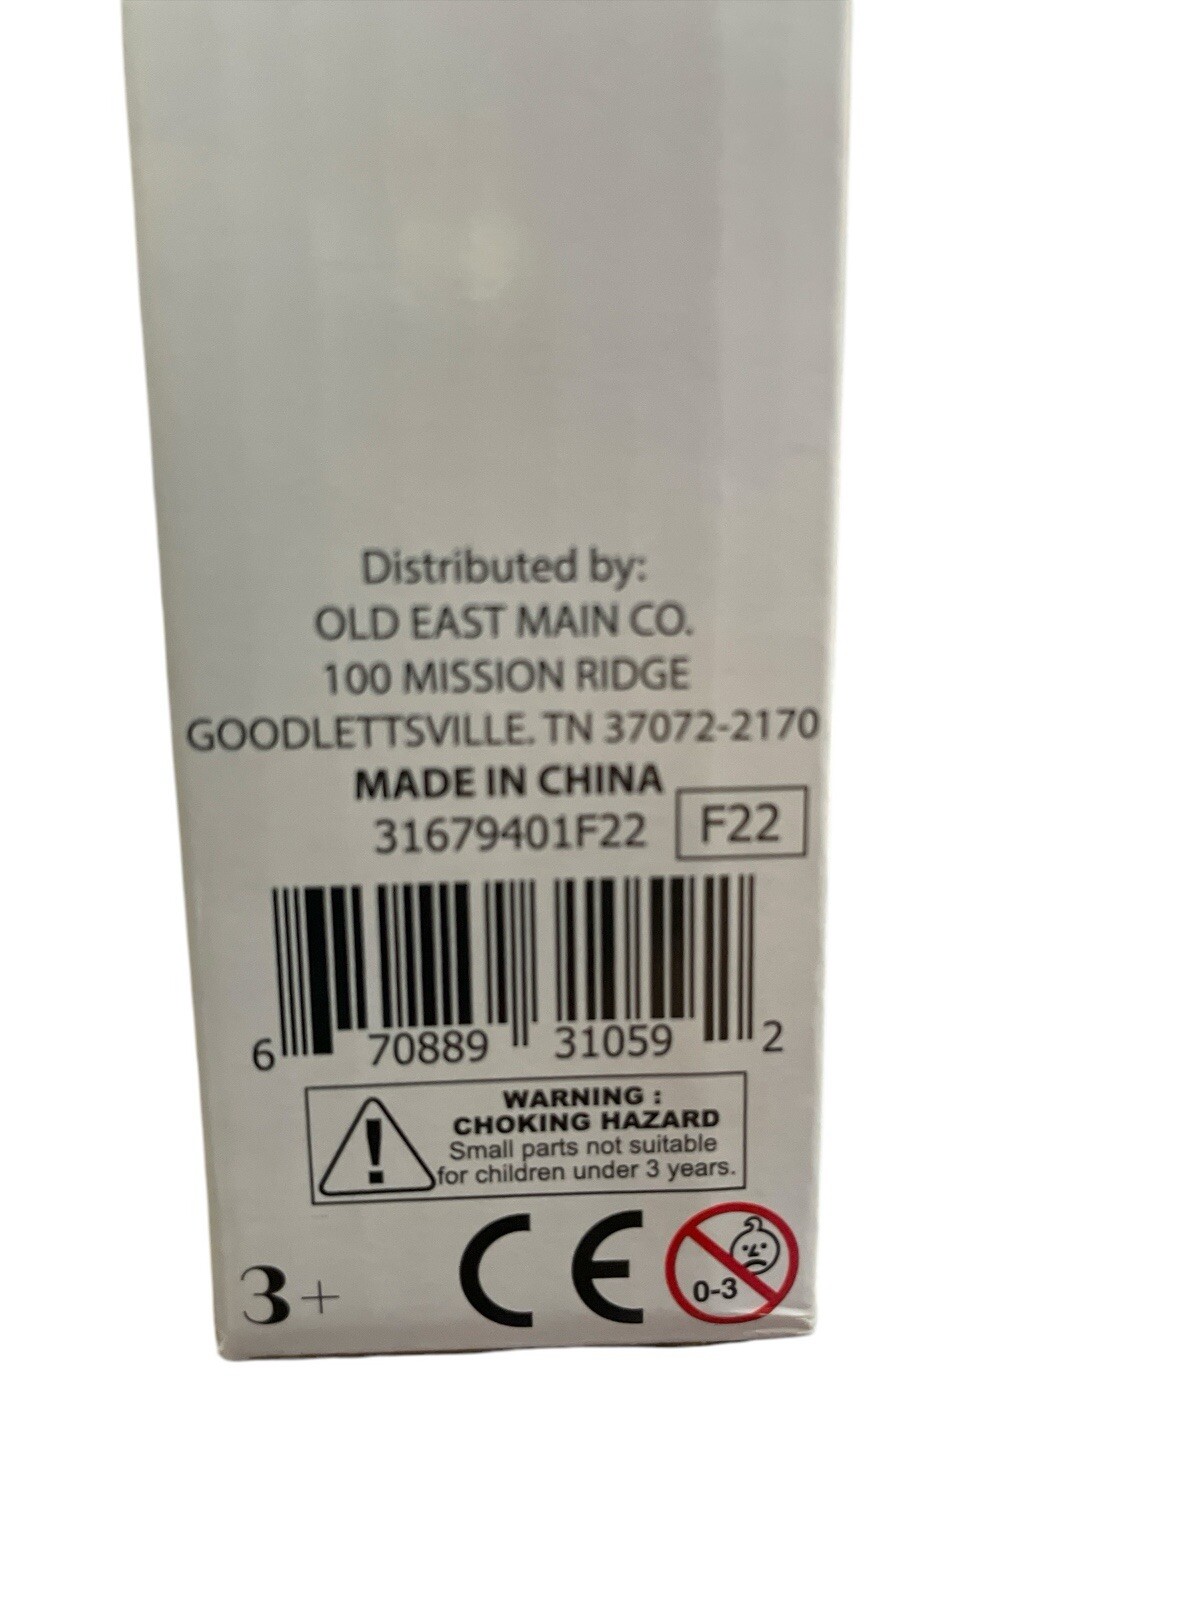 Distributed by:
OLD EAST MAIN CO.
100 MISSION RIDGE
GOODLETTSVILLE. TN 37072-2170
MADE IN CHINA
31679401F22 F22
6 70889 31059 2
WARNING :
CHOKING HAZARD
Small parts not suitable
for children under 3 years.
3+ CE 0-3